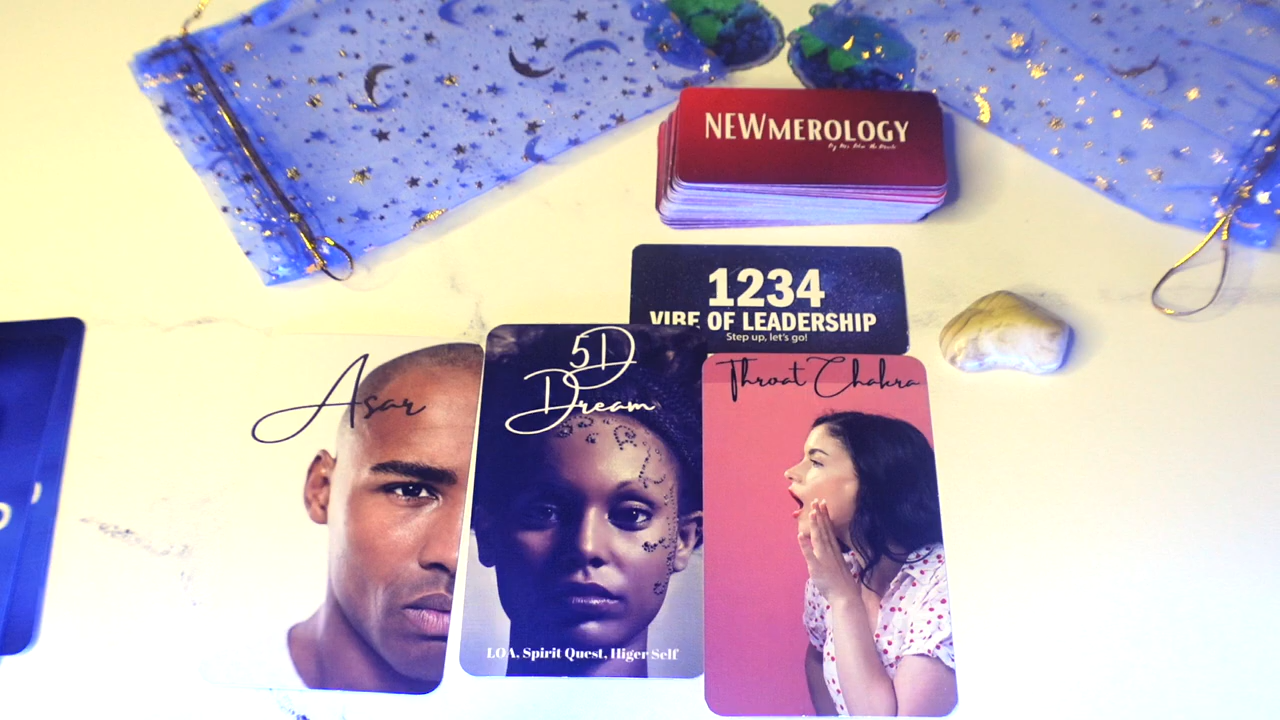 NEWMEROLOGY
1234
VIBE OF LEADERSHIP
Step up, let's go!
Asar
5D
Dream
LOA, Spirit Quest, Higer Self
Throat Chakra